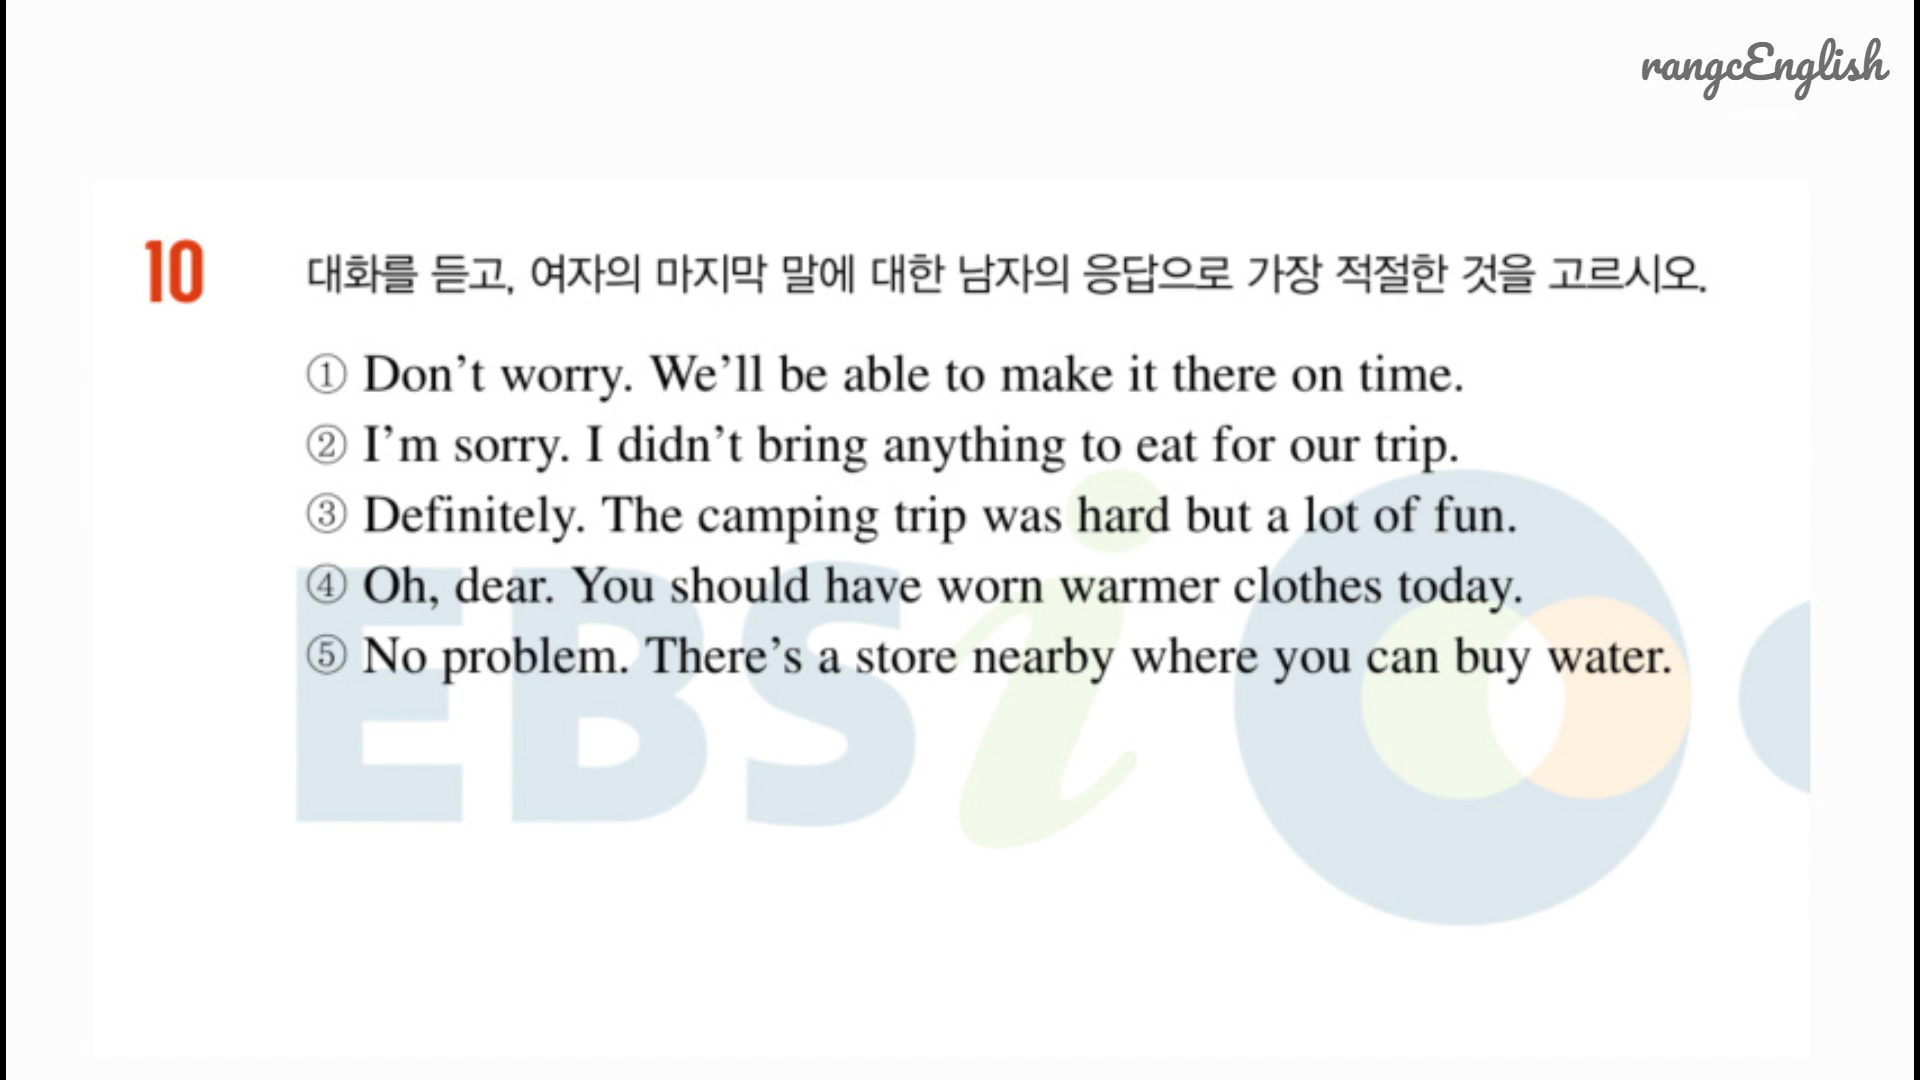 rangcEnglish
10 대화를 듣고, 여자의 마지막 말에 대한 남자의 응답으로 가장 적절한 것을 고르시오.
① Don’t worry. We’ll be able to make it there on time.
② I’m sorry. I didn’t bring anything to eat for our trip.
③ Definitely. The camping trip was hard but a lot of fun.
④ Oh, dear. You should have worn warmer clothes today.
⑤ No problem. There’s a store nearby where you can buy water.
EBSi